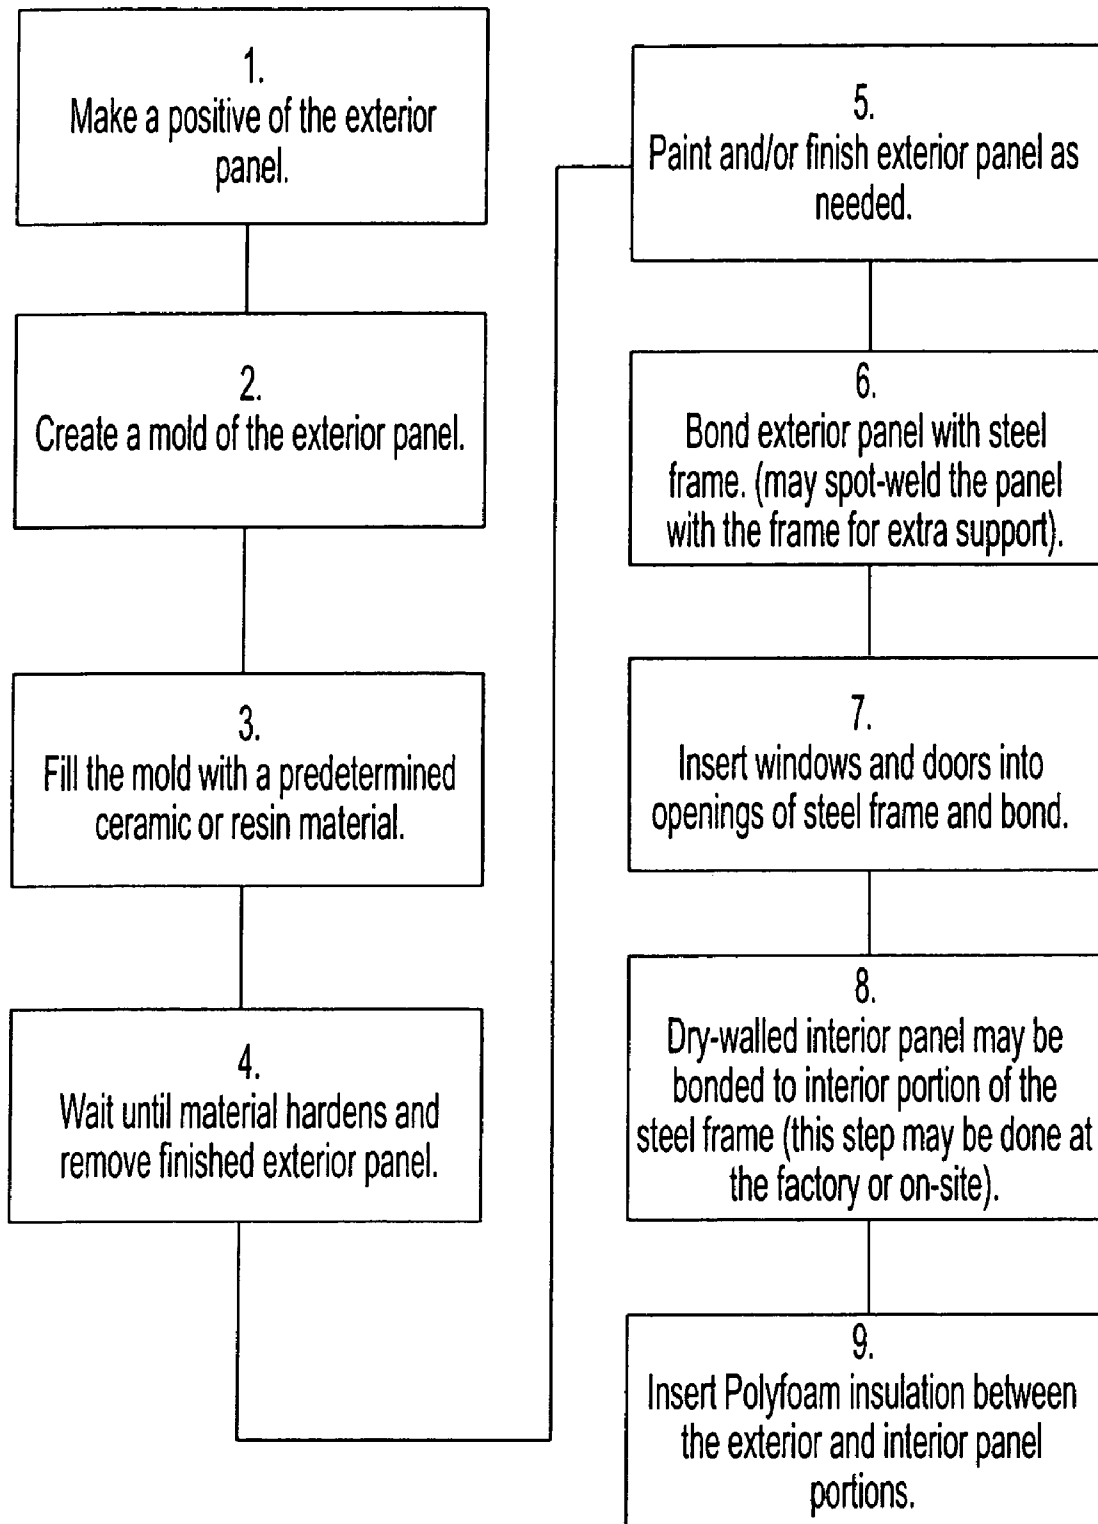 1.
Make a positive of the exterior
panel.
2.
Create a mold of the exterior panel.
3.
Fill the mold with a predetermined
ceramic or resin material.
4.
Wait until material hardens and
remove finished exterior panel.
5.
Paint and/or finish exterior panel as
needed.
6.
Bond exterior panel with steel
frame. (may spot-weld the panel
with the frame for extra support).
7.
Insert windows and doors into
openings of steel frame and bond.
8.
Dry-walled interior panel may be
bonded to interior portion of the
steel frame (this step may be done at
the factory or on-site).
9.
Insert Polyfoam insulation between
the exterior and interior panel
portions.